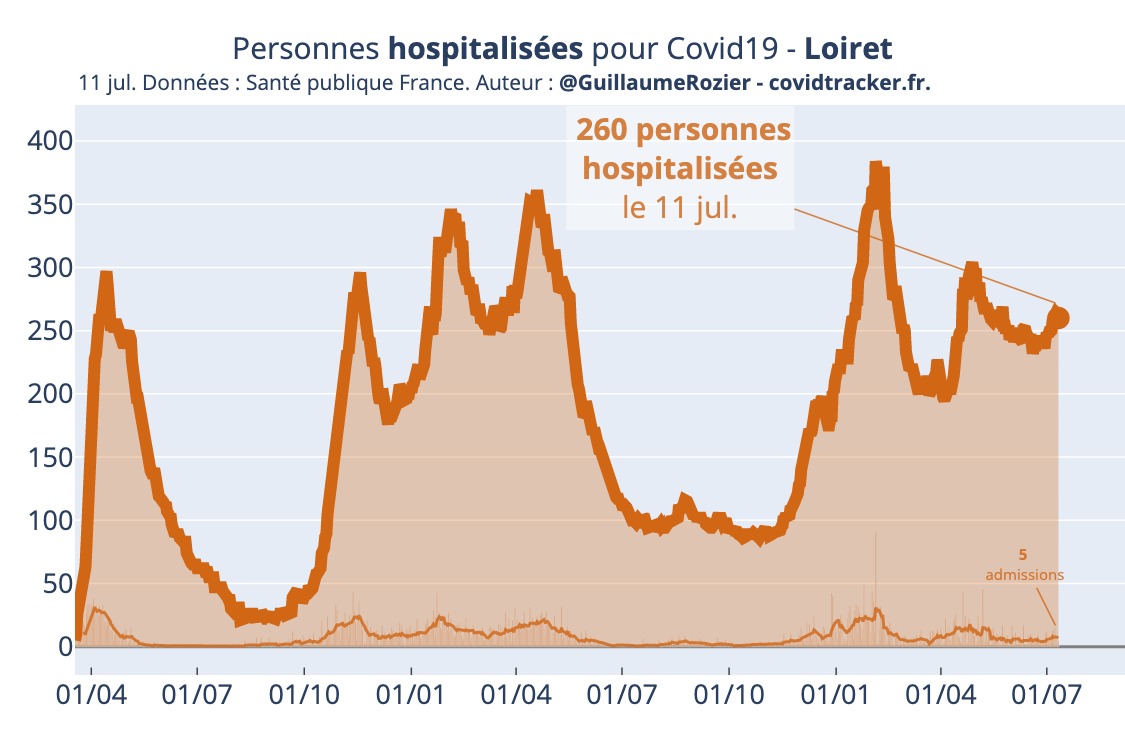 Personnes hospitalisées pour Covid19 - Loiret
11 jul. Données : Santé publique France. Auteur : @GuillaumeRozier - covidtracker.fr.
260 personnes
hospitalisées
le 11 jul.
400
350
300
250
200
150
100
50
0
5
admissions
01/04 01/07 01/10 01/01 01/04 01/07 01/10 01/01 01/04 01/07